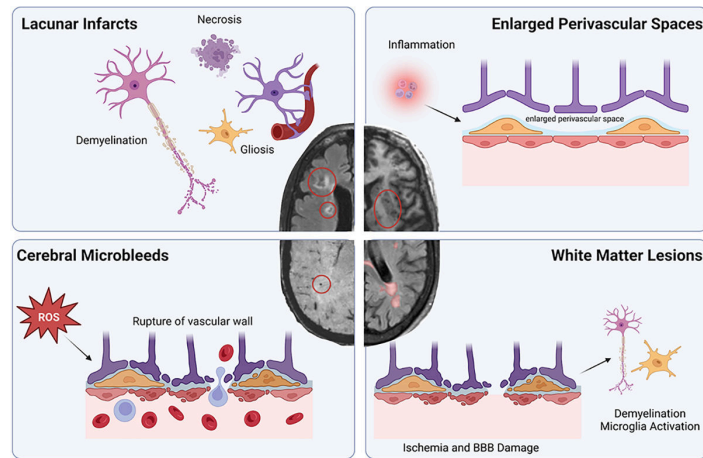 Lacunar Infarcts
Necrosis
Demyelination
Gliosis
Enlarged Perivascular Spaces
Inflammation
enlarged perivascular space
Cerebral Microbleeds
ROS
Rupture of vascular wall
White Matter Lesions
Demyelination
Microglia Activation
Ischemia and BBB Damage